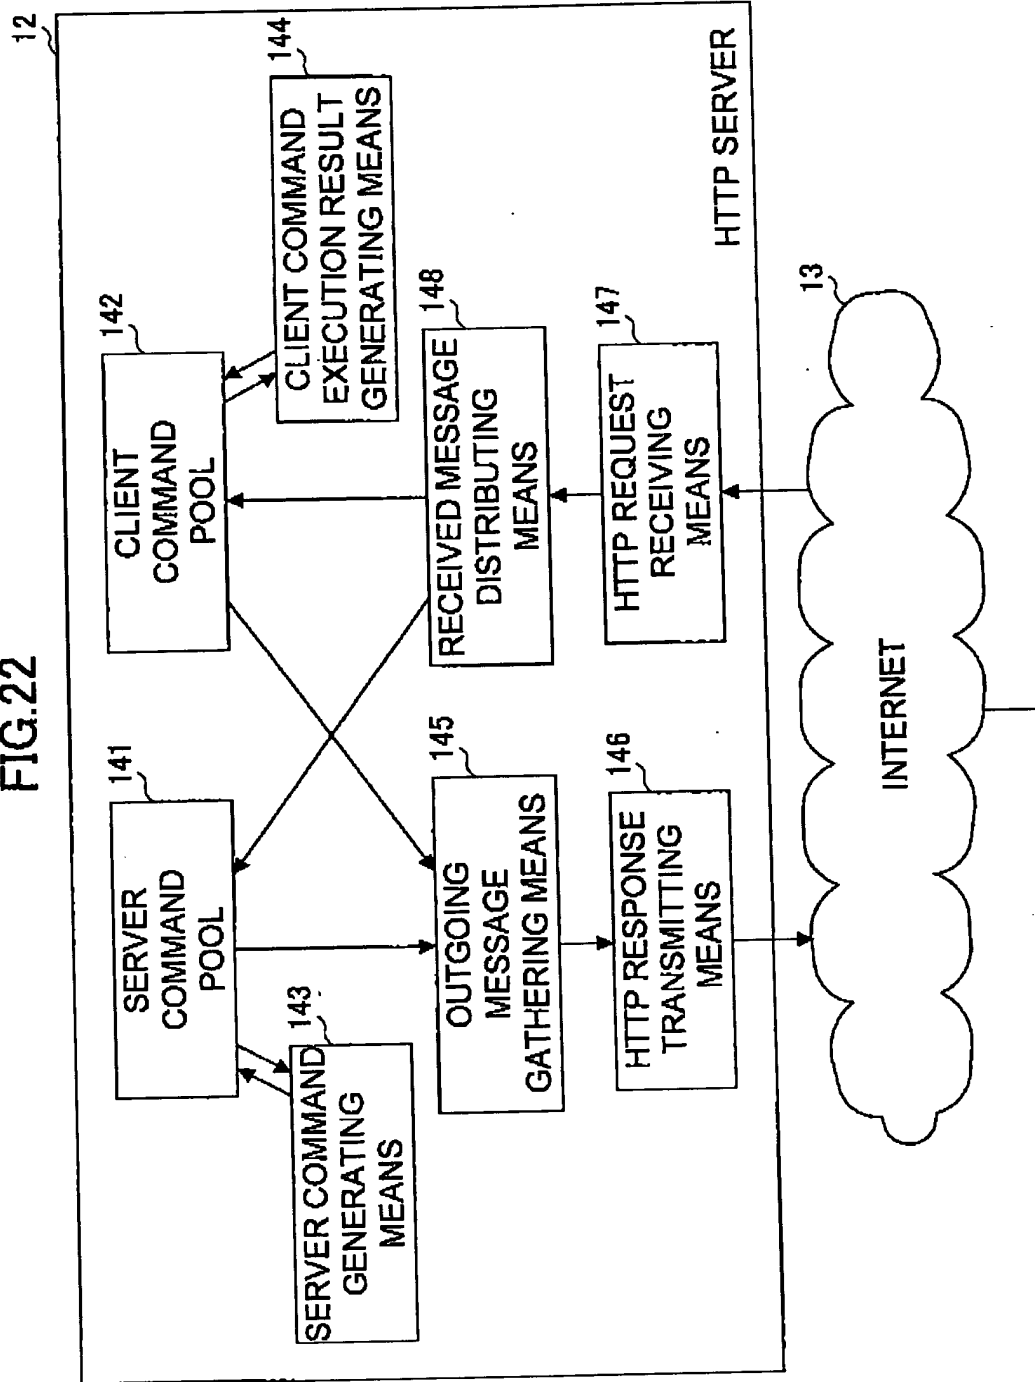 FIG.22
12
141
SERVER
COMMAND
POOL
142
CLIENT
COMMAND
POOL
143
SERVER COMMAND
GENERATING
MEANS
144
CLIENT COMMAND
EXECUTION RESULT
GENERATING MEANS
145
OUTGOING
MESSAGE
GATHERING MEANS
148
RECEIVED MESSAGE
DISTRIBUTING
MEANS
146
HTTP RESPONSE
TRANSMITTING
MEANS
147
HTTP REQUEST
RECEIVING
MEANS
HTTP SERVER
13
INTERNET